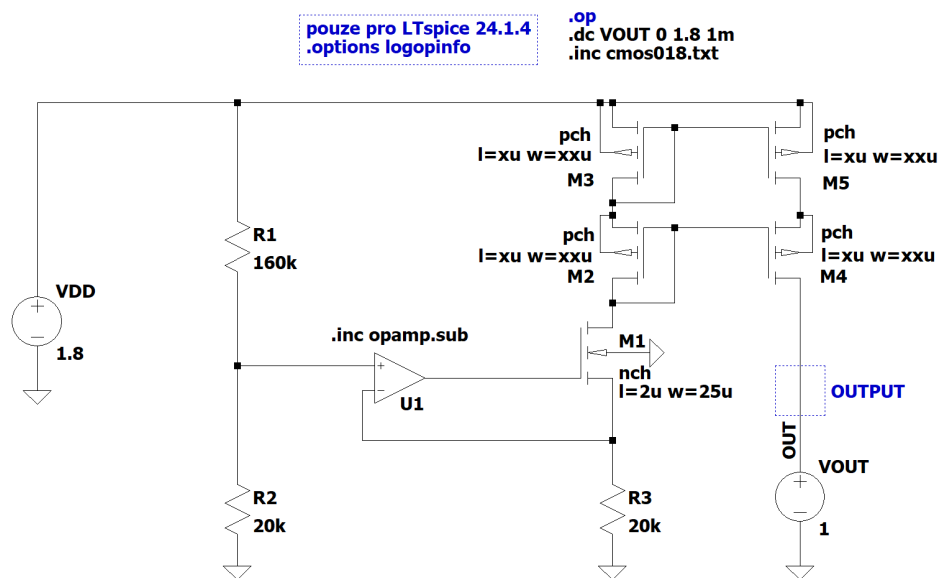 pouze pro LTspice 24.1.4
.options logopinfo
.op
.dc VOUT 0 1.8 1m
.inc cmos018.txt
pch
l=xu w=xxu
M3
pch
l=xu w=xxu
M5
R1
160k
pch
l=xu w=xxu
M2
pch
l=xu w=xxu
M4
VDD
1.8
.inc opamp.sub
U1
M1
nch
l=2u w=25u
OUTPUT
OUT
R2
20k
R3
20k
VOUT
1